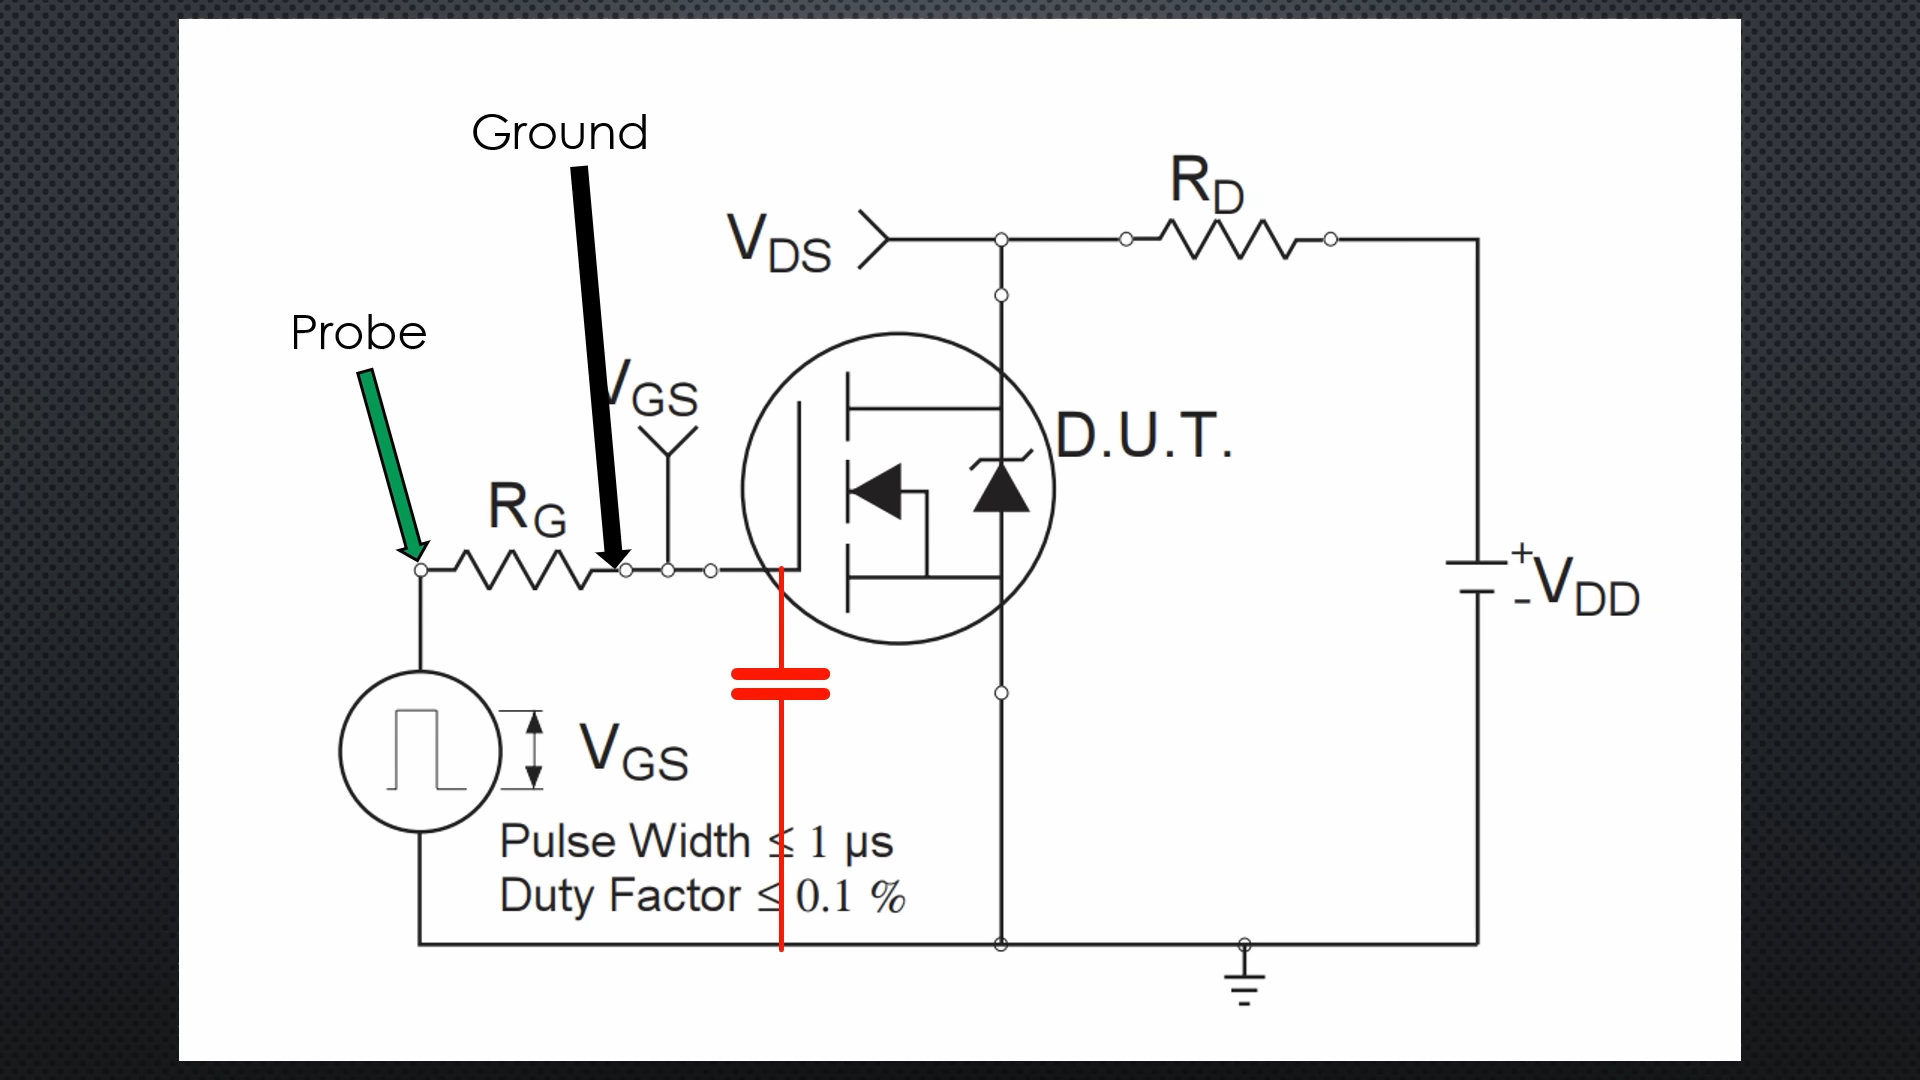 Ground
RD
VDS
Probe
VGS
D.U.T.
RG
+
- VDD
VGS
Pulse Width ≤ 1 µs
Duty Factor ≤ 0.1 %